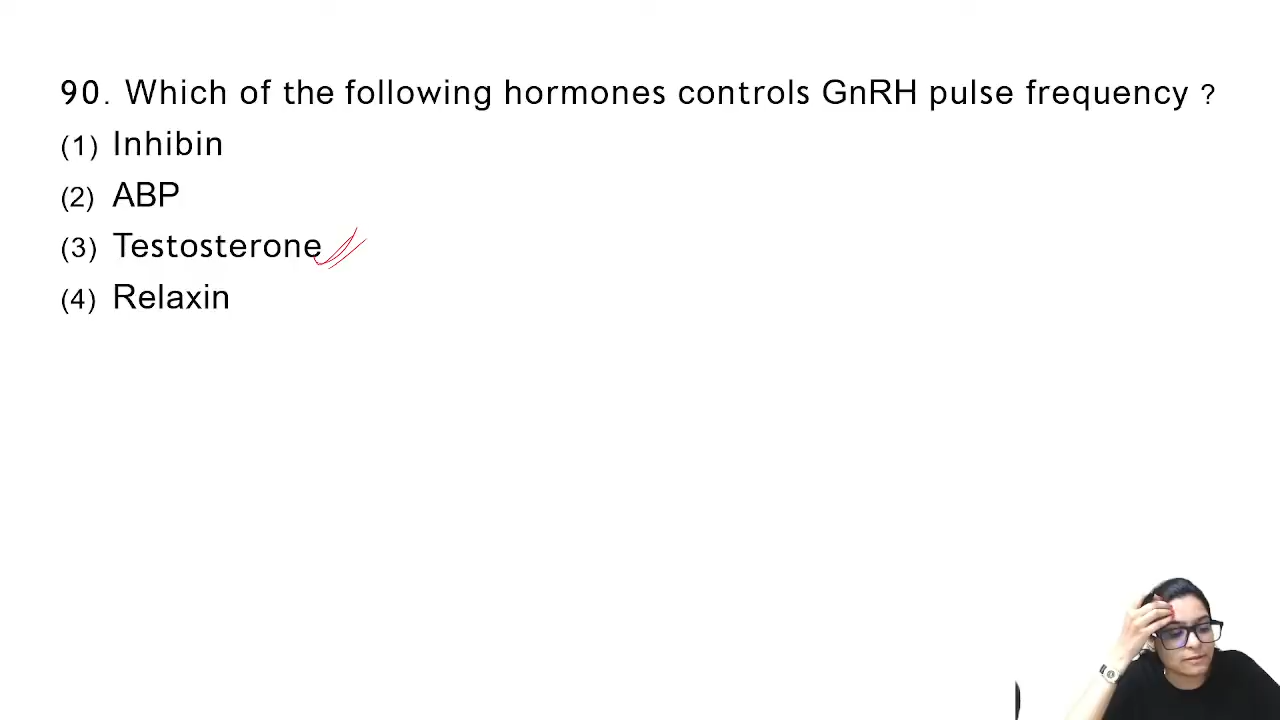 90. Which of the following hormones controls GnRH pulse frequency ?
(1) Inhibin
(2) ABP
(3) Testosterone
(4) Relaxin